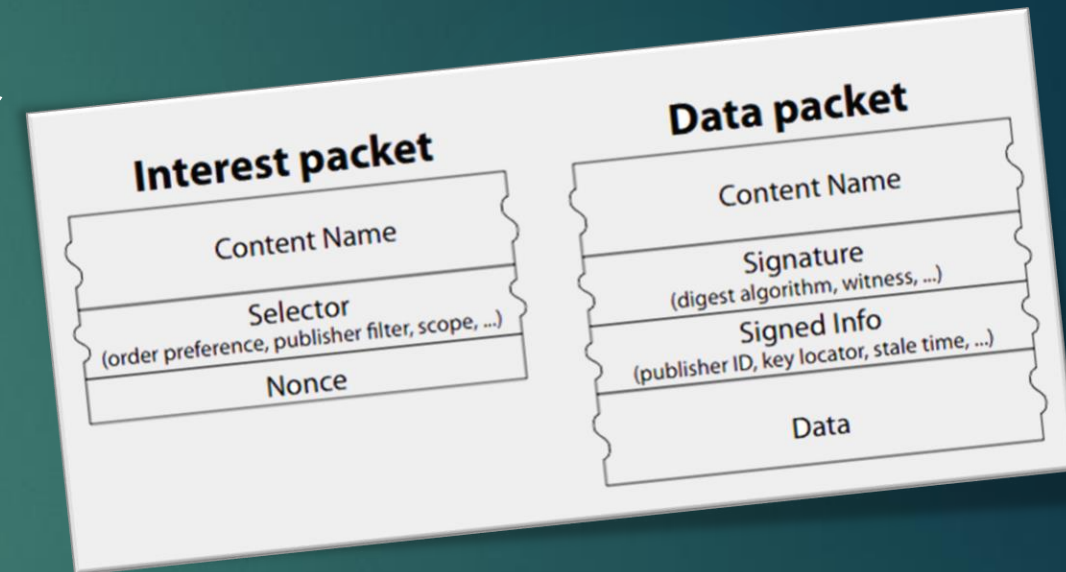 Interest packet
Content Name
Selector
(order preference, publisher filter, scope, ...)
Nonce
Data packet
Content Name
Signature
(digest algorithm, witness, ...)
Signed Info
(publisher ID, key locator, stale time, ...)
Data